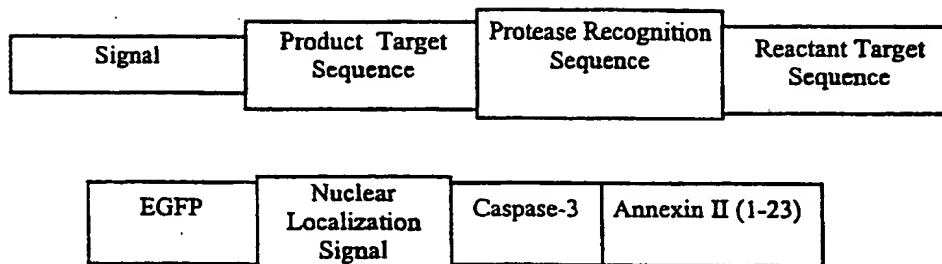 Signal
Product Target
Sequence
Protease Recognition
Sequence
Reactant Target
Sequence
EGFP
Nuclear
Localization
Signal
Caspase-3
Annexin II (1-23)